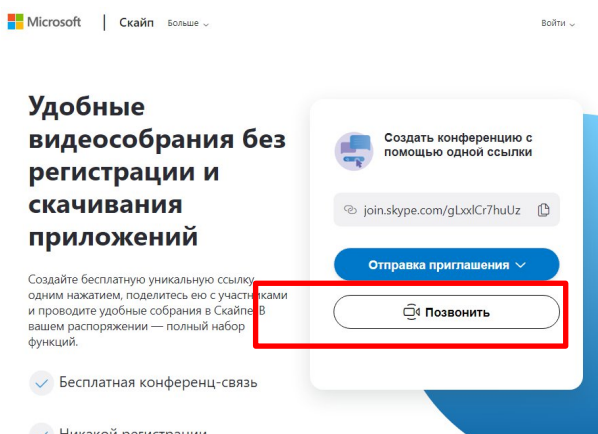 Microsoft
Скайп
Больше
Войти
Удобные
видеособрания без
регистрации и
скачивания
приложений
Создайте бесплатную уникальную ссылку
одним нажатием, поделитесь ею с участниками
и проводите удобные собрания в Скайпе. В
вашем распоряжении — полный набор
функций.
Бесплатная конференц-связь
Никакой регистрации
Создать конференцию с
помощью одной ссылки
join.skype.com/gLxxlCr7huUz
Отправка приглашения
Позвонить